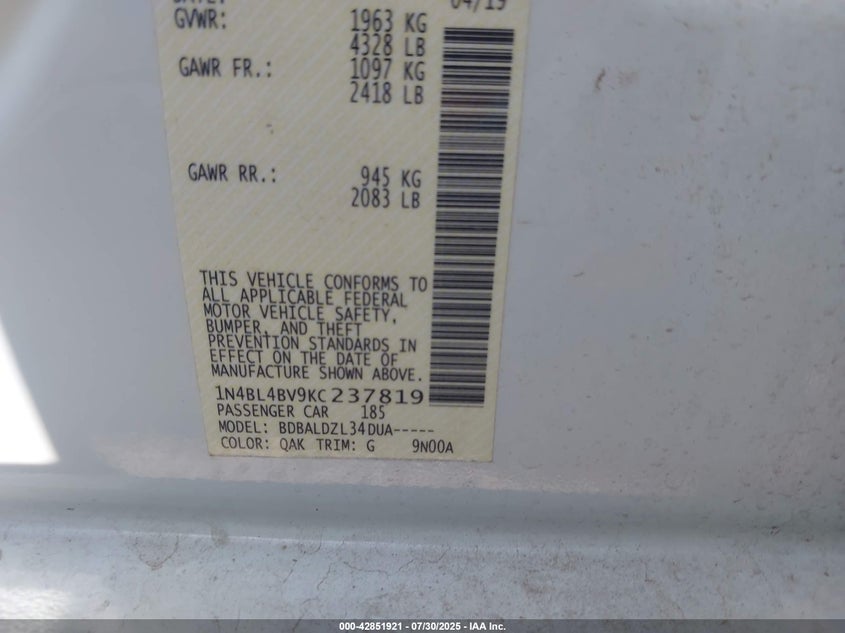 DATE: 04/19
GVWR: 1963 KG
4328 LB
GAWR FR.: 1097 KG
2418 LB
GAWR RR.: 945 KG
2083 LB
THIS VEHICLE CONFORMS TO
ALL APPLICABLE FEDERAL
MOTOR VEHICLE SAFETY,
BUMPER, AND THEFT
PREVENTION STANDARDS IN
EFFECT ON THE DATE OF
MANUFACTURE SHOWN ABOVE.
1N4BL4BV9KC237819
PASSENGER CAR 185
MODEL: BDBALDZL34DUA-----
COLOR: QAK TRIM: G 9N00A
000-42851921 - 07/30/2025 - IAA Inc.